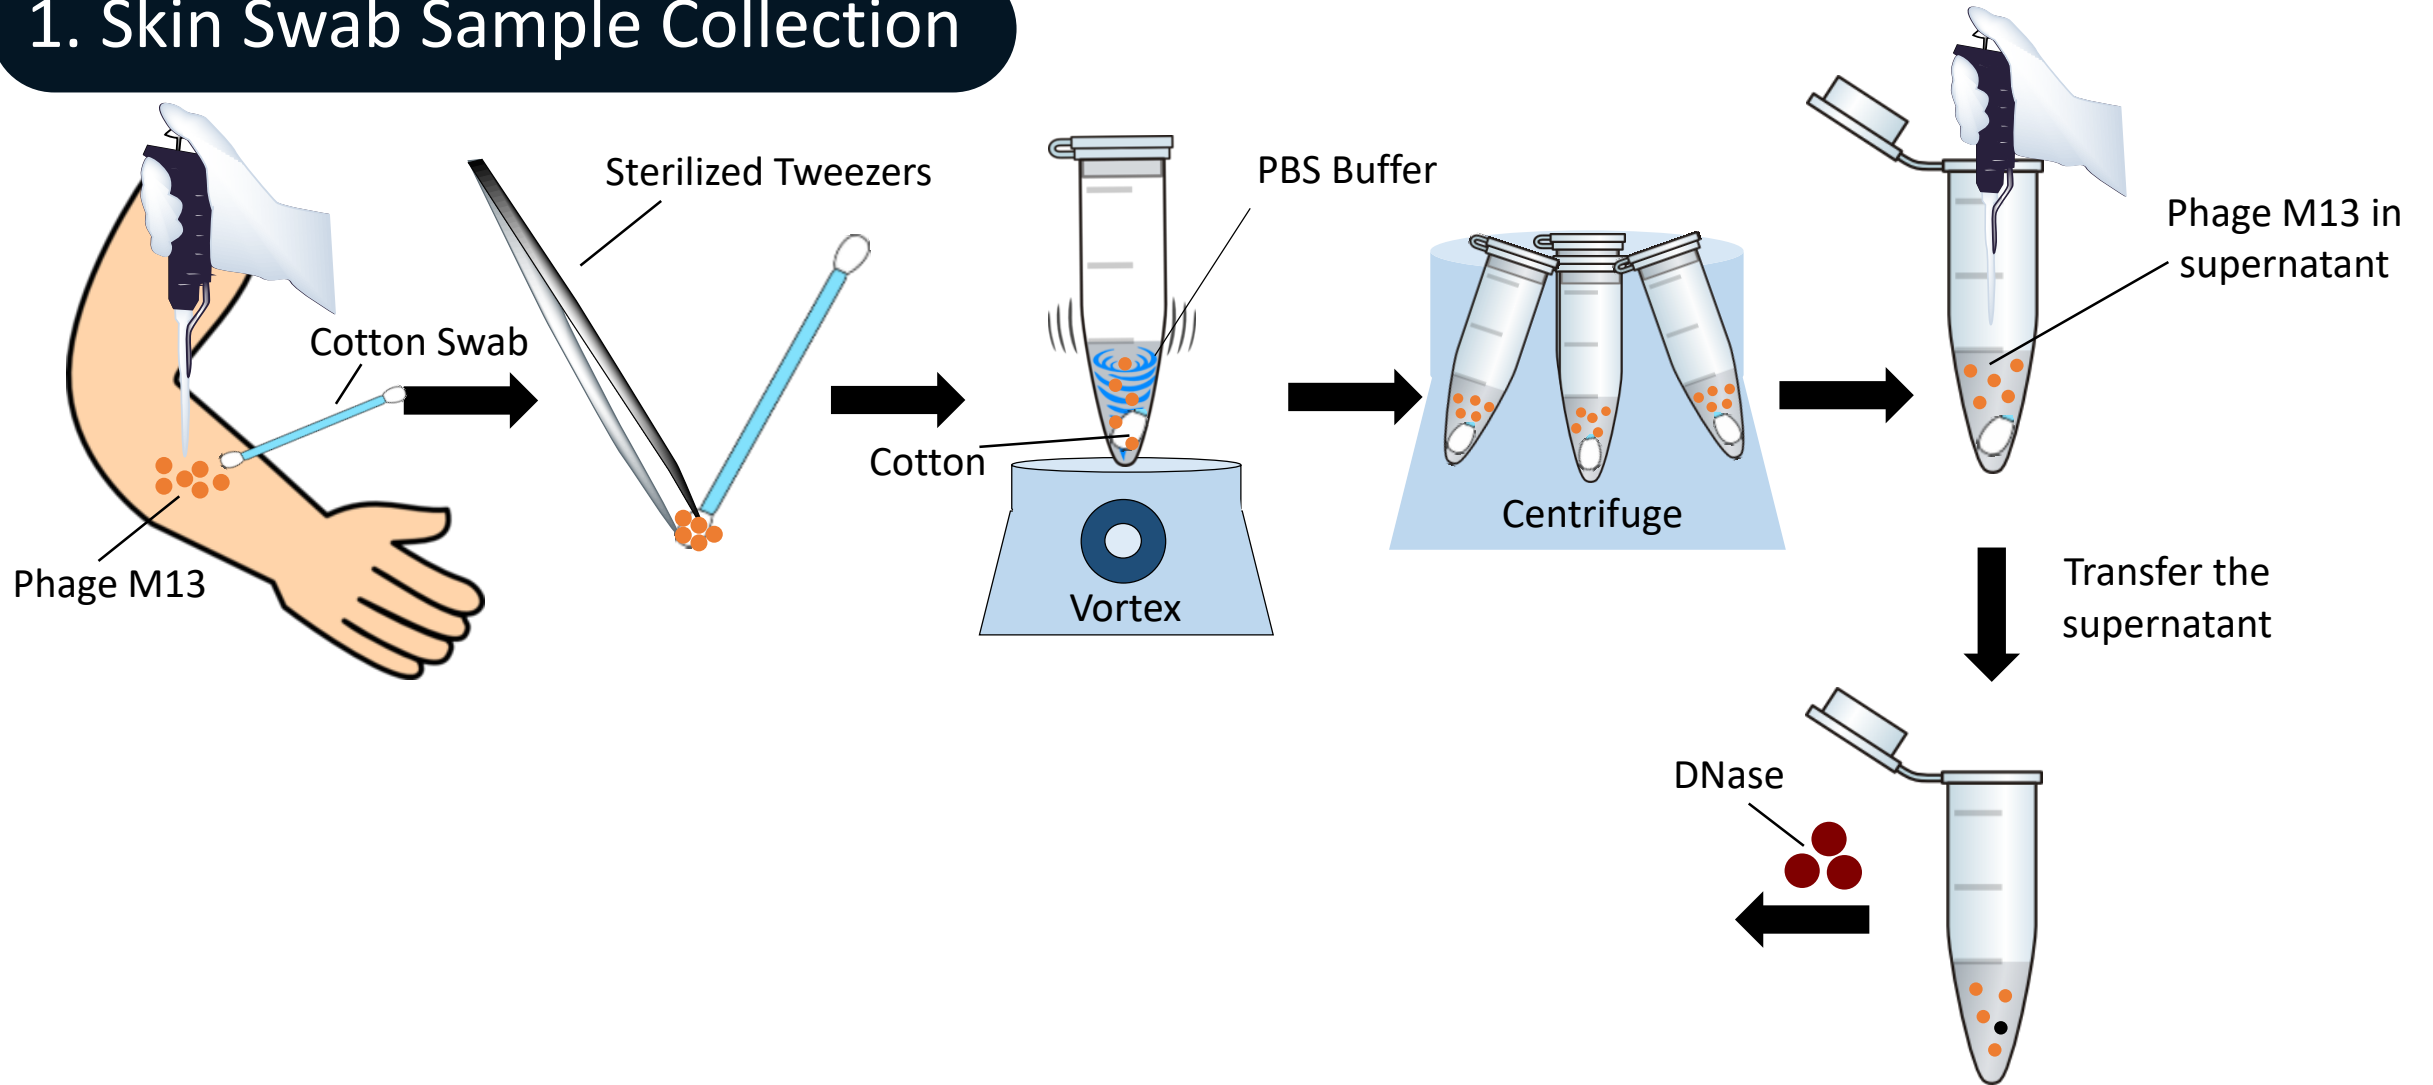 1. Skin Swab Sample Collection
Sterilized Tweezers
PBS Buffer
Phage M13 in
supernatant
Cotton Swab
Cotton
Centrifuge
Phage M13
Vortex
Transfer the
supernatant
DNase